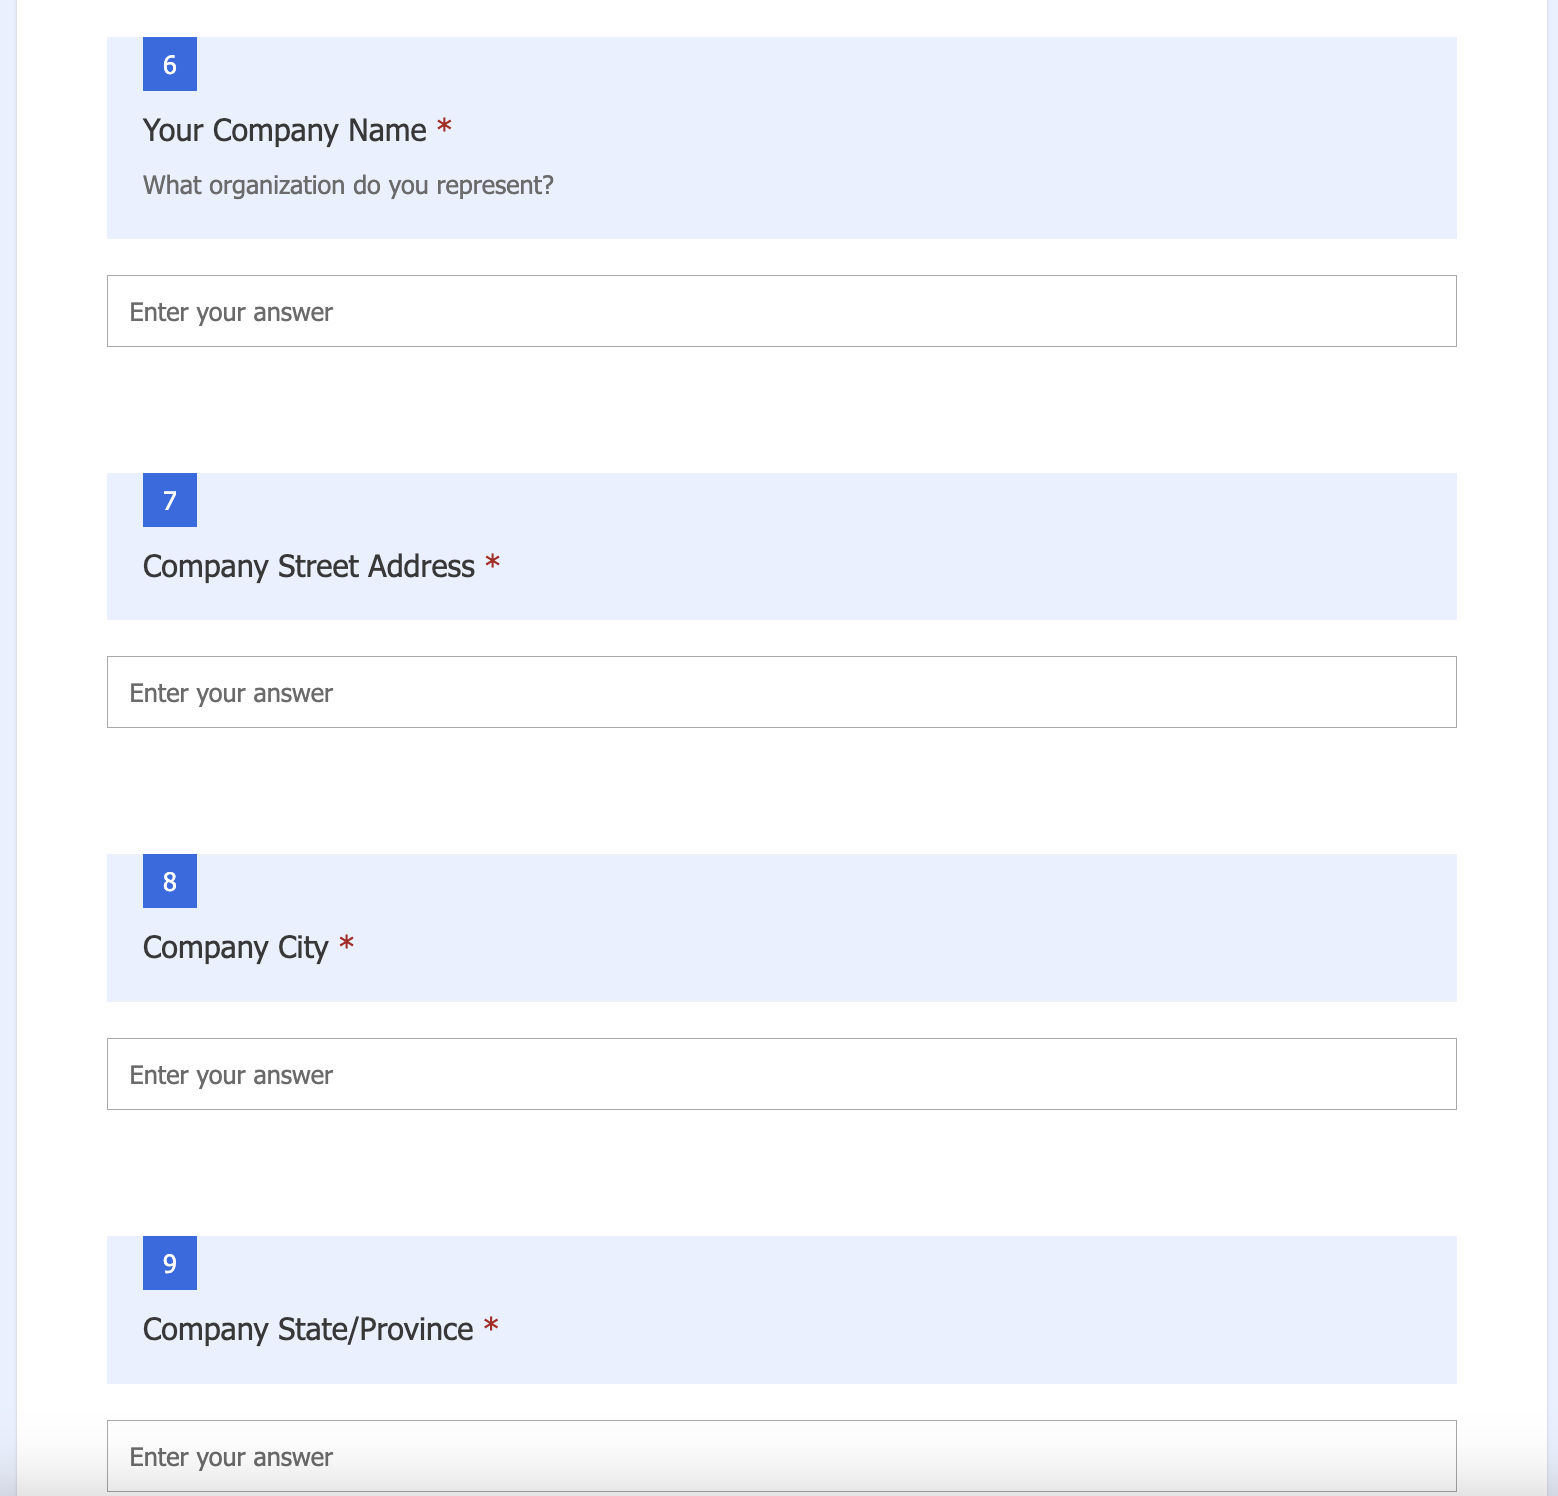 6
Your Company Name *
What organization do you represent?
Enter your answer
7
Company Street Address *
Enter your answer
8
Company City *
Enter your answer
9
Company State/Province *
Enter your answer